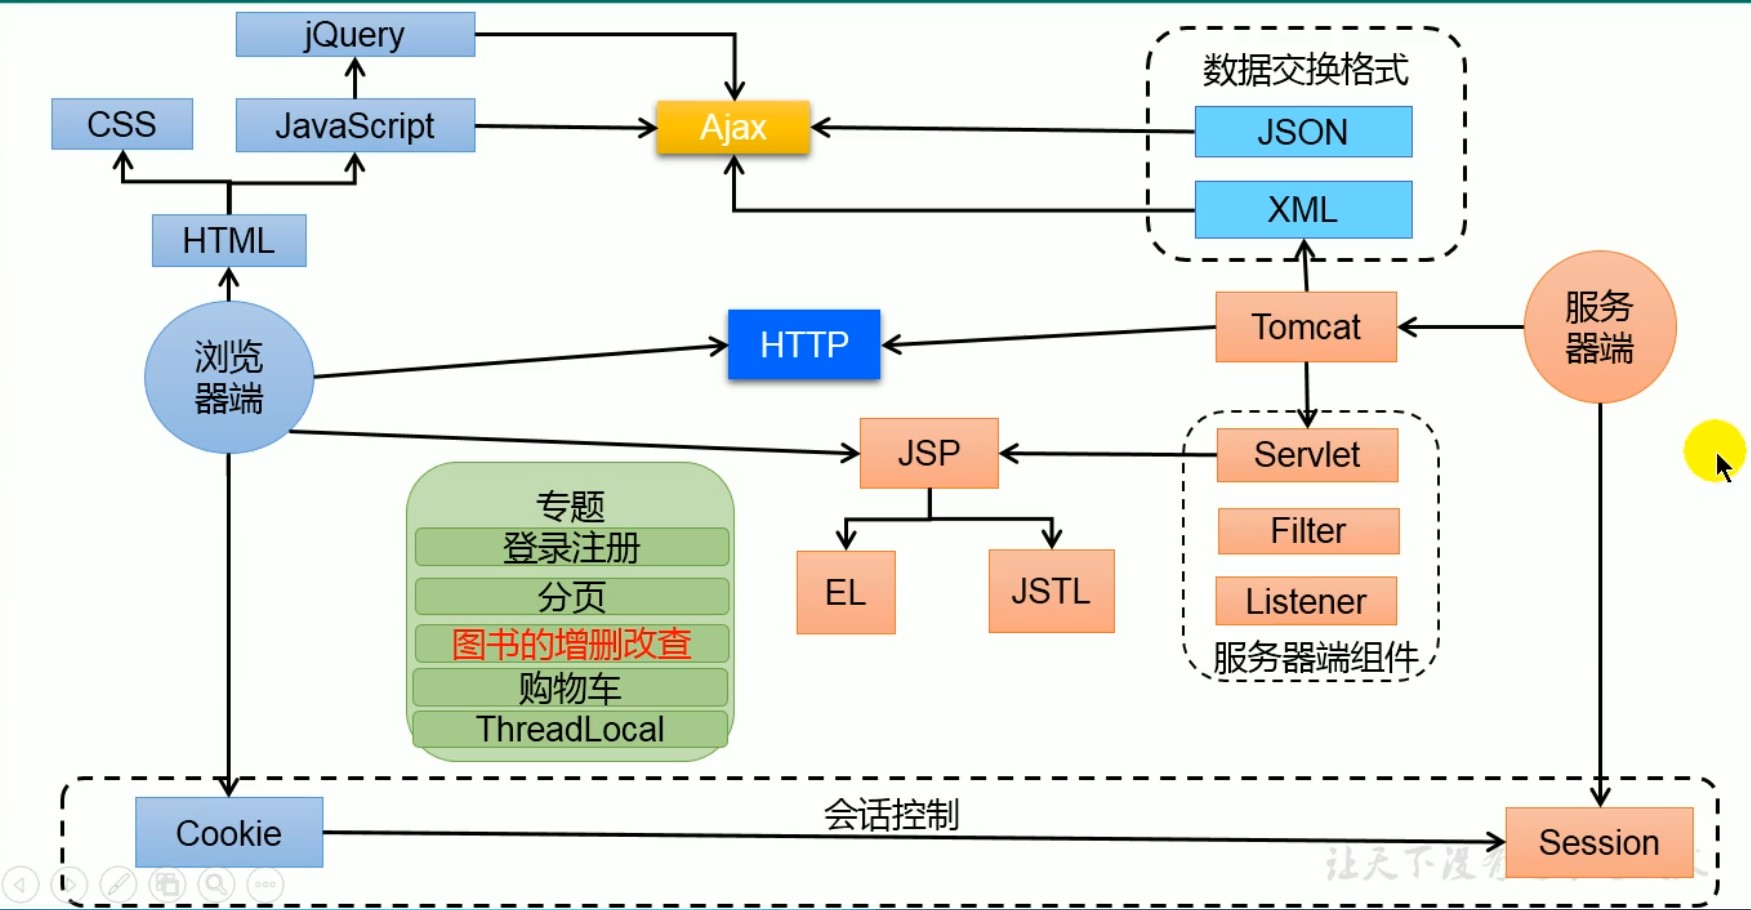 jQuery
数据交换格式
CSS
JavaScript
Ajax
JSON
XML
HTML
浏览
器端
HTTP
Tomcat
服务
器端
JSP
Servlet
专题
登录注册
Filter
分页
EL
JSTL
Listener
图书的增删改查
服务器端组件
购物车
ThreadLocal
会话控制
Cookie
Session
让天下没有